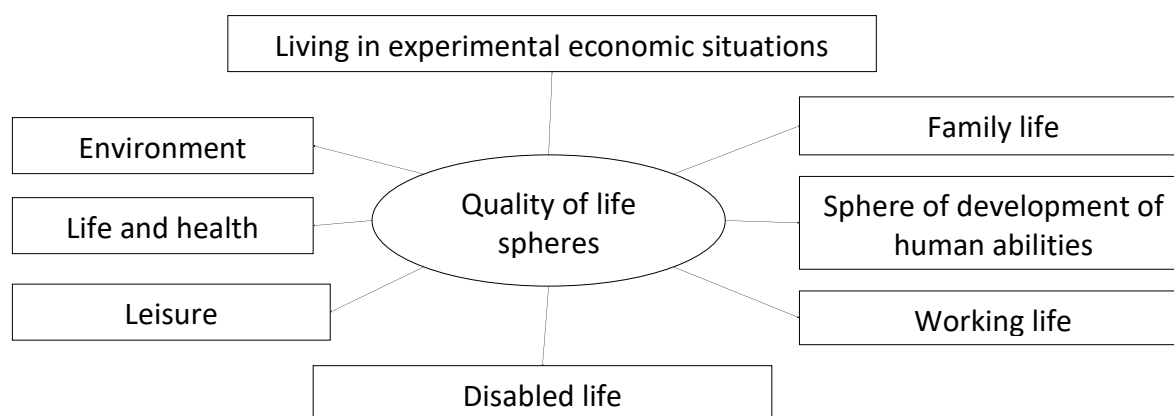 Living in experimental economic situations
Environment
Family life
Life and health
Quality of life
spheres
Sphere of development of
human abilities
Leisure
Working life
Disabled life